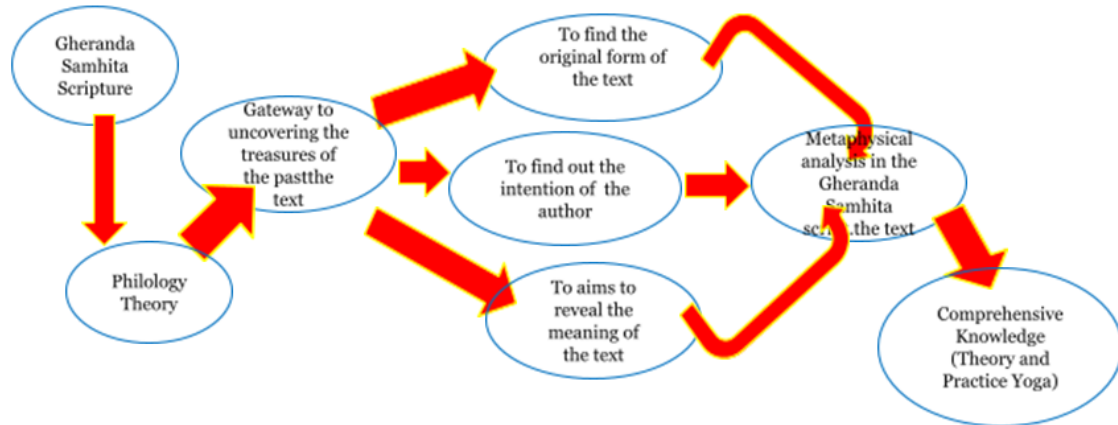 Gheranda
Samhita
Scripture
Philology
Theory
Gateway to
uncovering the
treasures of
the pastthe
text
To find the
original form of
the text
To find out the
intention of the
author
To aims to
reveal the
meaning of
the text
Metaphysical
analysis in the
Gheranda
Samhita
the text
Comprehensive
Knowledge
(Theory and
Practice Yoga)